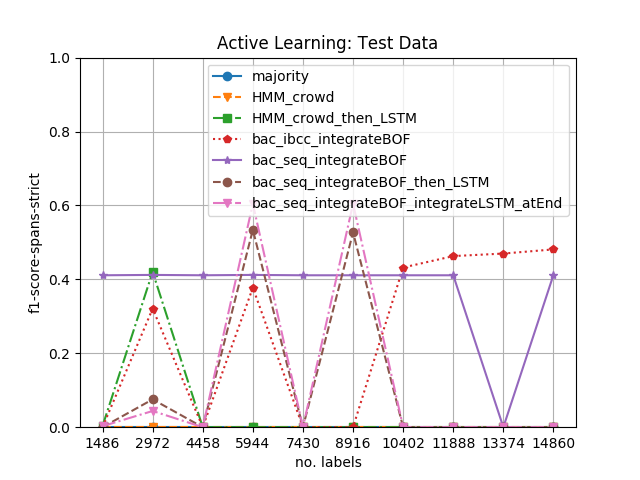 Active Learning: Test Data
1.0
0.8
0.6
0.4
0.2
0.0
f1-score-spans-strict
majority
HMM_crowd
HMM_crowd_then_LSTM
bac_ibcc_integrateBOF
bac_seq_integrateBOF
bac_seq_integrateBOF_then_LSTM
bac_seq_integrateBOF_integrateLSTM_atEnd
1486 2972 4458 5944 7430 8916 10402 11888 13374 14860
no. labels